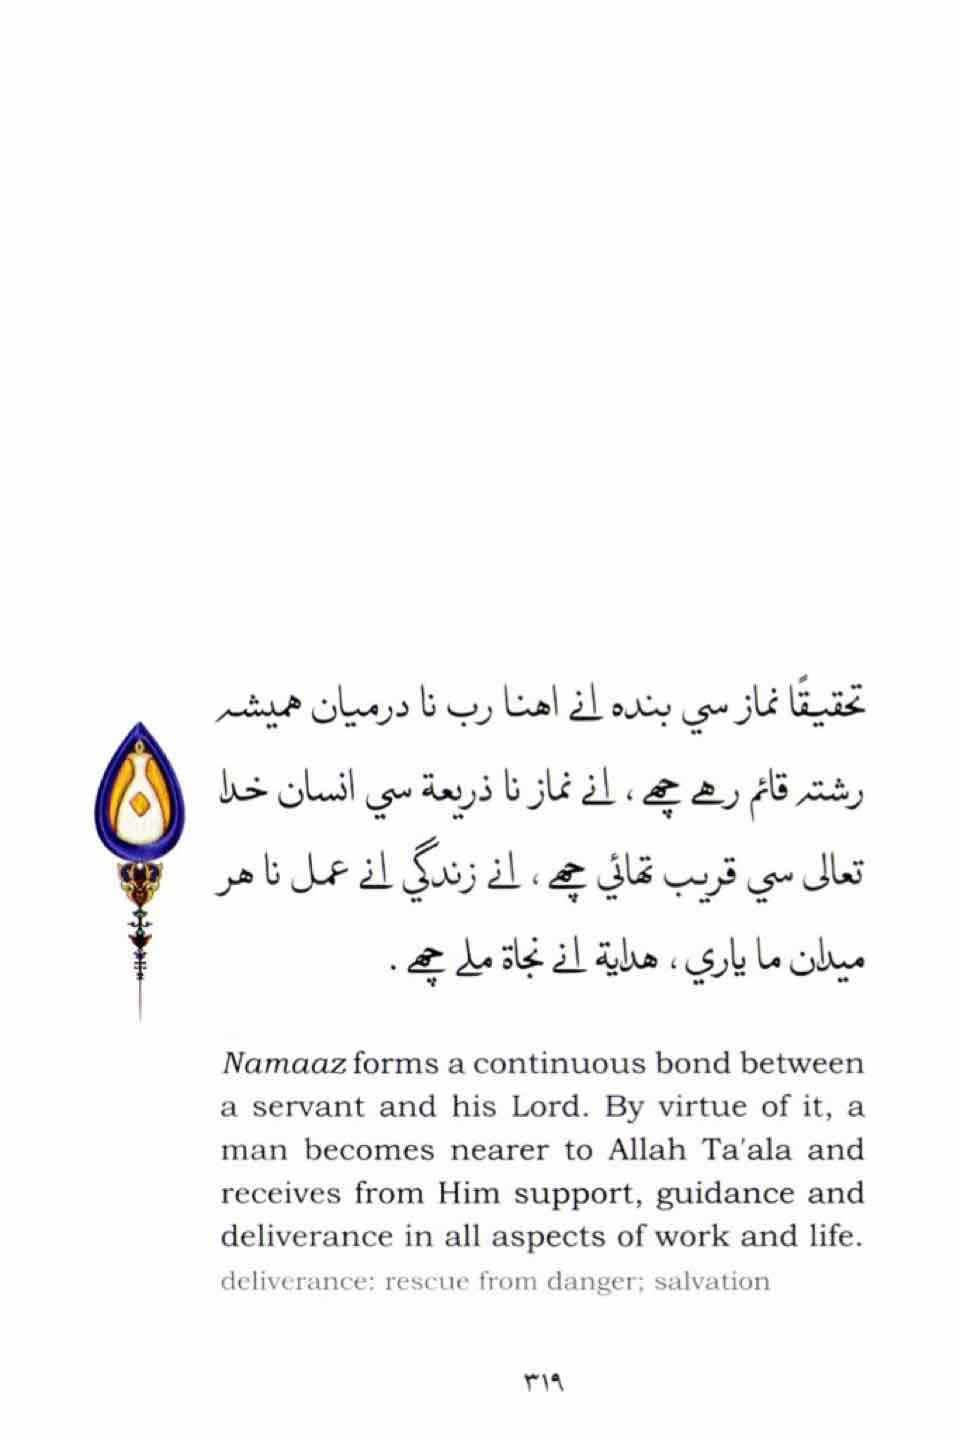 تحقيقًا نماز سي بنده انے اهنا رب نا درميان هميشہ
رشتہ قائم رهے چھے ، انے نماز نا ذريعة سي انسان خدا
تعالى سي قريب تھائي چھے ، انے زندگي انے عمل نا هر
ميدان ما ياري ، هداية انے نجاة ملے چھے .
Namaaz forms a continuous bond between
a servant and his Lord. By virtue of it, a
man becomes nearer to Allah Ta'ala and
receives from Him support, guidance and
deliverance in all aspects of work and life.
deliverance: rescue from danger; salvation
٣١٩